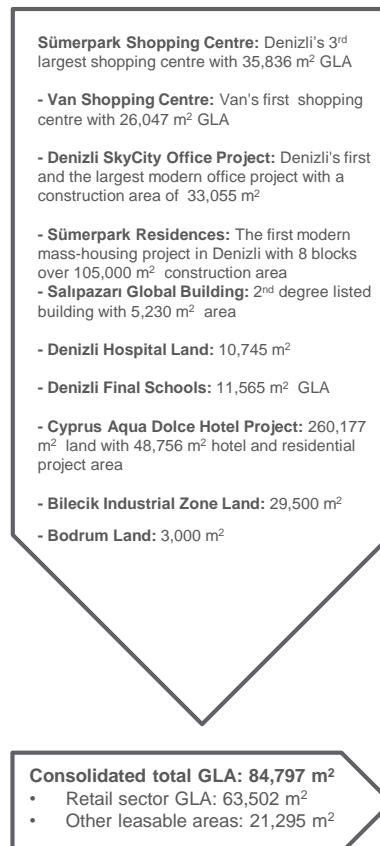 Sümerpark Shopping Centre: Denizli's 3rd
largest shopping centre with 35,836 m2 GLA
- Van Shopping Centre: Van's first shopping
centre with 26,047 m2 GLA
- Denizli SkyCity Office Project: Denizli's first
and the largest modern office project with a
construction area of 33,055 m2
- Sümerpark Residences: The first modern
mass-housing project in Denizli with 8 blocks
over 105,000 m2 construction area
- Salıpazarı Global Building: 2nd degree listed
building with 5,230 m2 area
- Denizli Hospital Land: 10,745 m2
- Denizli Final Schools: 11,565 m2 GLA
- Cyprus Aqua Dolce Hotel Project: 260,177
m2 land with 48,756 m2 hotel and residential
project area
- Bilecik Industrial Zone Land: 29,500 m2
- Bodrum Land: 3,000 m2
Consolidated total GLA: 84,797 m2
• Retail sector GLA: 63,502 m2
• Other leasable areas: 21,295 m2